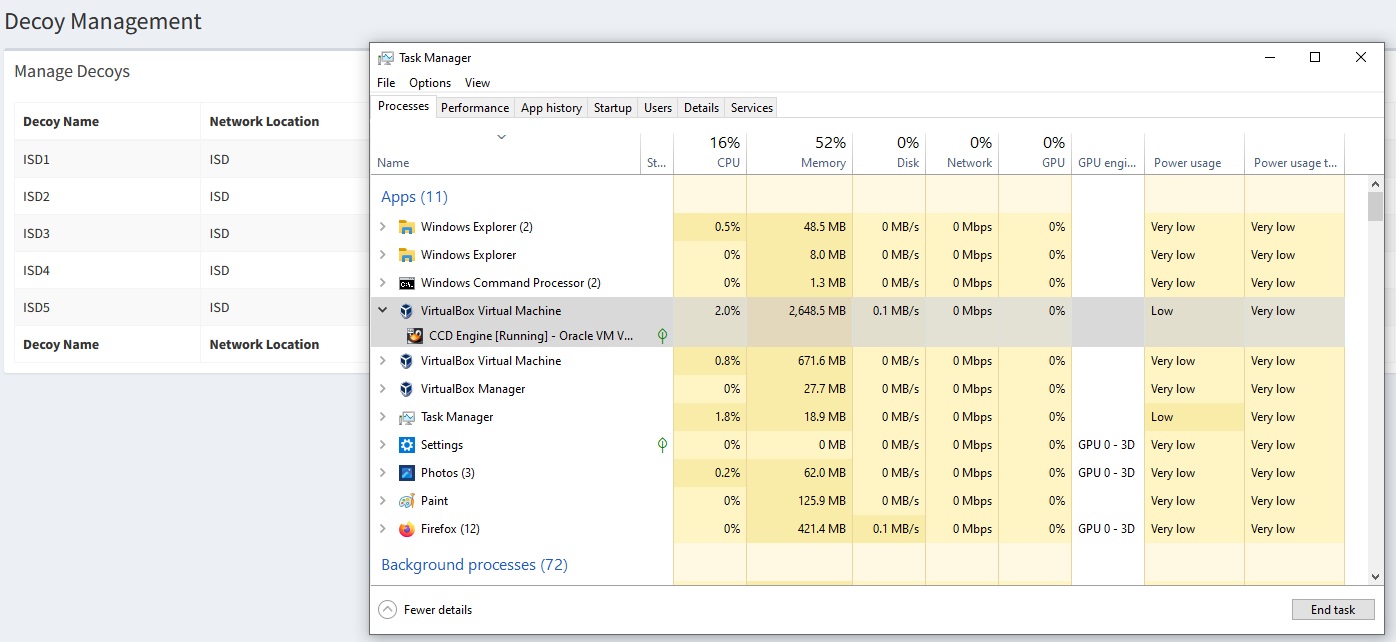 Decoy Management
Manage Decoys
Decoy Name Network Location
ISD1 ISD
ISD2 ISD
ISD3 ISD
ISD4 ISD
ISD5 ISD
Decoy Name Network Location
Task Manager
File Options View
Processes Performance App history Startup Users Details Services
16% 52% 0% 0% 0%
Name St... CPU Memory Disk Network GPU GPU engi... Power usage Power usage t...
Apps (11)
Windows Explorer (2) 0.5% 48.5 MB 0 MB/s 0 Mbps 0% Very low Very low
Windows Explorer 0% 8.0 MB 0 MB/s 0 Mbps 0% Very low Very low
Windows Command Processor (2) 0% 1.3 MB 0 MB/s 0 Mbps 0% Very low Very low
VirtualBox Virtual Machine 2.0% 2,648.5 MB 0.1 MB/s 0 Mbps 0% Low Very low
CCD Engine [Running] - Oracle VM V...
VirtualBox Virtual Machine 0.8% 671.6 MB 0 MB/s 0 Mbps 0% Very low Very low
VirtualBox Manager 0% 27.7 MB 0 MB/s 0 Mbps 0% Very low Very low
Task Manager 1.8% 18.9 MB 0 MB/s 0 Mbps 0% Low Very low
Settings 0% 0 MB 0 MB/s 0 Mbps 0% GPU 0 - 3D Very low Very low
Photos (3) 0.2% 62.0 MB 0 MB/s 0 Mbps 0% GPU 0 - 3D Very low Very low
Paint 0% 125.9 MB 0 MB/s 0 Mbps 0% Very low Very low
Firefox (12) 0% 421.4 MB 0.1 MB/s 0 Mbps 0% GPU 0 - 3D Very low Very low
Background processes (72)
Fewer details End task